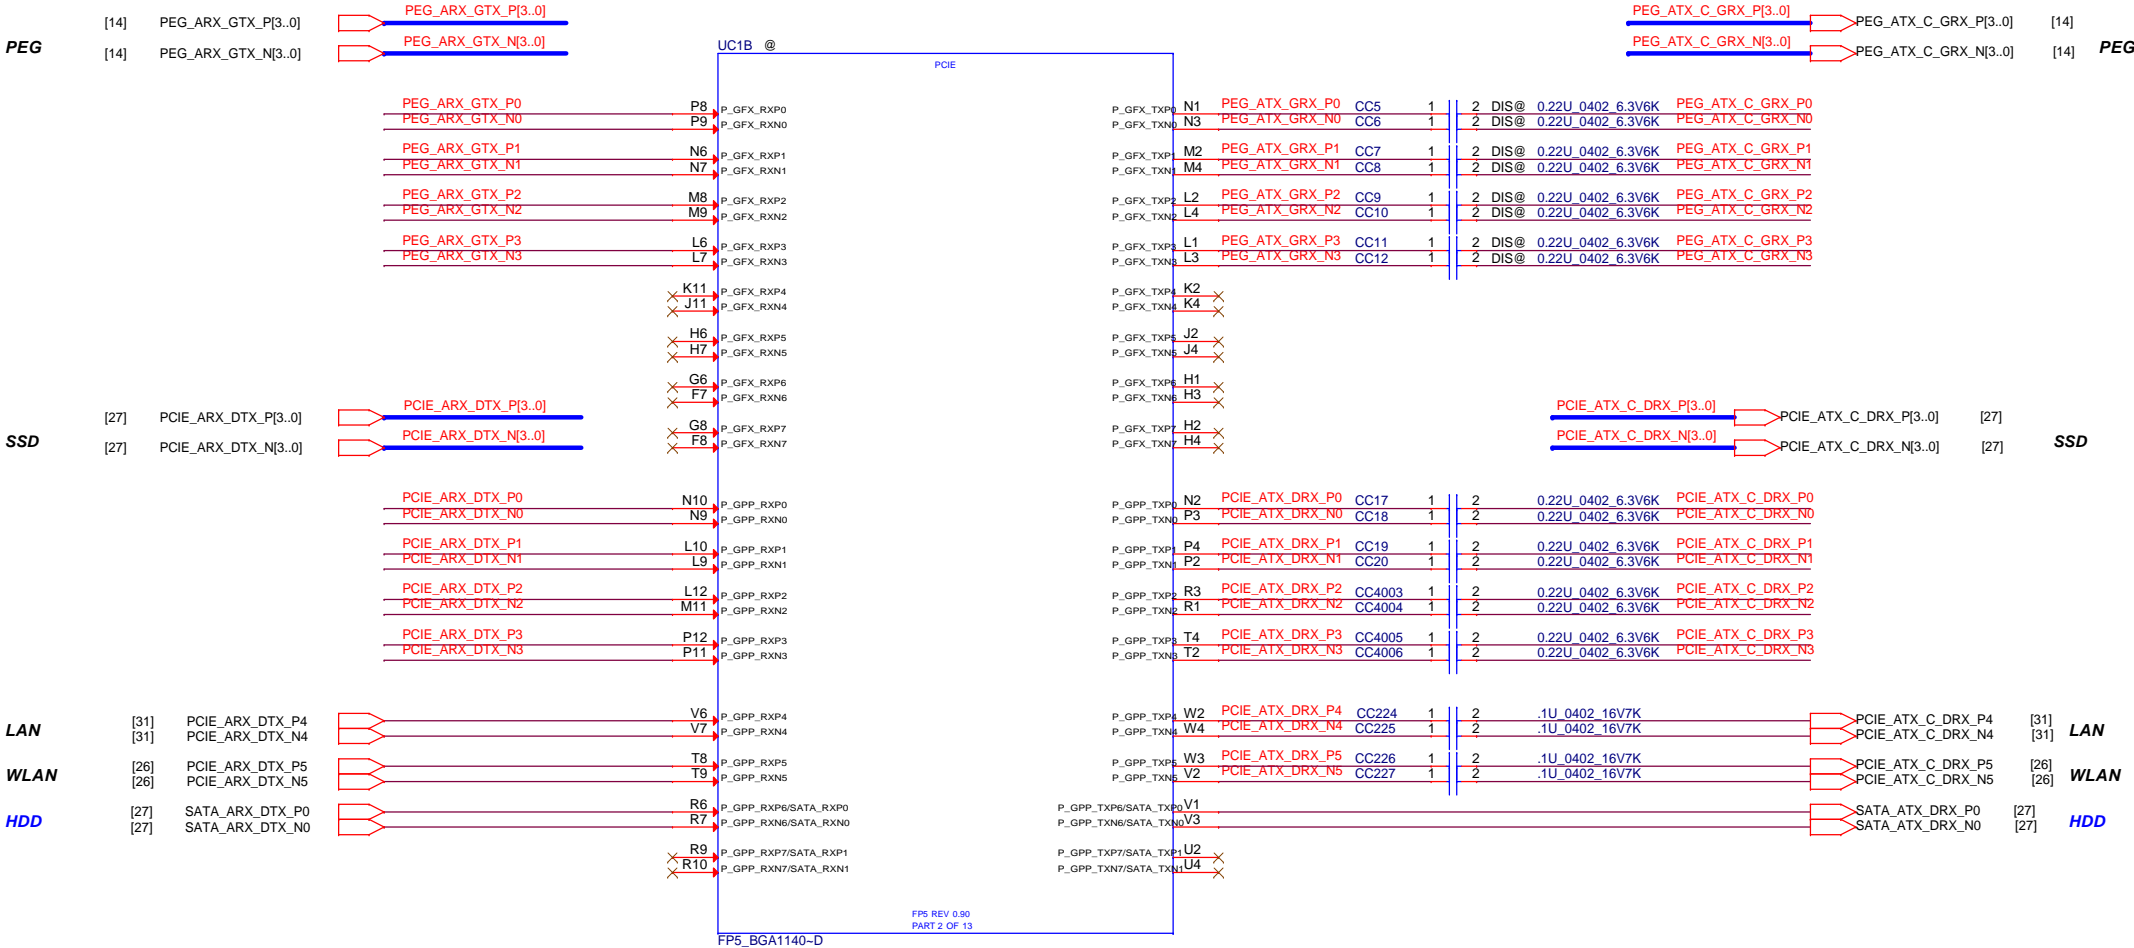 [14] PEG_ARX_GTX_P[3..0] PEG_ARX_GTX_P[3..0] PEG_ATX_C_GRX_P[3..0] PEG_ATX_C_GRX_P[3..0] [14]
PEG PEG
[14] PEG_ARX_GTX_N[3..0] PEG_ARX_GTX_N[3..0] PEG_ATX_C_GRX_N[3..0] PEG_ATX_C_GRX_N[3..0] [14]
UC1B @
PCIE
PEG_ARX_GTX_P0 P8 P_GFX_RXP0 P_GFX_TXP0 N1 PEG_ATX_GRX_P0 CC5 1 2 DIS@ 0.22U_0402_6.3V6K PEG_ATX_C_GRX_P0
PEG_ARX_GTX_N0 P9 P_GFX_RXN0 P_GFX_TXN0 N3 PEG_ATX_GRX_N0 CC6 1 2 DIS@ 0.22U_0402_6.3V6K PEG_ATX_C_GRX_N0
PEG_ARX_GTX_P1 N6 P_GFX_RXP1 P_GFX_TXP1 M2 PEG_ATX_GRX_P1 CC7 1 2 DIS@ 0.22U_0402_6.3V6K PEG_ATX_C_GRX_P1
PEG_ARX_GTX_N1 N7 P_GFX_RXN1 P_GFX_TXN1 M4 PEG_ATX_GRX_N1 CC8 1 2 DIS@ 0.22U_0402_6.3V6K PEG_ATX_C_GRX_N1
PEG_ARX_GTX_P2 M8 P_GFX_RXP2 P_GFX_TXP2 L2 PEG_ATX_GRX_P2 CC9 1 2 DIS@ 0.22U_0402_6.3V6K PEG_ATX_C_GRX_P2
PEG_ARX_GTX_N2 M9 P_GFX_RXN2 P_GFX_TXN2 L4 PEG_ATX_GRX_N2 CC10 1 2 DIS@ 0.22U_0402_6.3V6K PEG_ATX_C_GRX_N2
PEG_ARX_GTX_P3 L6 P_GFX_RXP3 P_GFX_TXP3 L1 PEG_ATX_GRX_P3 CC11 1 2 DIS@ 0.22U_0402_6.3V6K PEG_ATX_C_GRX_P3
PEG_ARX_GTX_N3 L7 P_GFX_RXN3 P_GFX_TXN3 L3 PEG_ATX_GRX_N3 CC12 1 2 DIS@ 0.22U_0402_6.3V6K PEG_ATX_C_GRX_N3
K11 P_GFX_RXP4 P_GFX_TXP4 K2
J11 P_GFX_RXN4 P_GFX_TXN4 K4
H6 P_GFX_RXP5 P_GFX_TXP5 J2
H7 P_GFX_RXN5 P_GFX_TXN5 J4
G6 P_GFX_RXP6 P_GFX_TXP6 H1
F7 P_GFX_RXN6 P_GFX_TXN6 H3
[27] PCIE_ARX_DTX_P[3..0] PCIE_ARX_DTX_P[3..0] PCIE_ATX_C_DRX_P[3..0] PCIE_ATX_C_DRX_P[3..0] [27]
G8 P_GFX_RXP7 P_GFX_TXP7 H2
SSD SSD
F8 P_GFX_RXN7 P_GFX_TXN7 H4
[27] PCIE_ARX_DTX_N[3..0] PCIE_ARX_DTX_N[3..0] PCIE_ATX_C_DRX_N[3..0] PCIE_ATX_C_DRX_N[3..0] [27]
PCIE_ARX_DTX_P0 N10 P_GPP_RXP0 P_GPP_TXP0 N2 PCIE_ATX_DRX_P0 CC17 1 2 0.22U_0402_6.3V6K PCIE_ATX_C_DRX_P0
PCIE_ARX_DTX_N0 N9 P_GPP_RXN0 P_GPP_TXN0 P3 PCIE_ATX_DRX_N0 CC18 1 2 0.22U_0402_6.3V6K PCIE_ATX_C_DRX_N0
PCIE_ARX_DTX_P1 L10 P_GPP_RXP1 P_GPP_TXP1 P4 PCIE_ATX_DRX_P1 CC19 1 2 0.22U_0402_6.3V6K PCIE_ATX_C_DRX_P1
PCIE_ARX_DTX_N1 L9 P_GPP_RXN1 P_GPP_TXN1 P2 PCIE_ATX_DRX_N1 CC20 1 2 0.22U_0402_6.3V6K PCIE_ATX_C_DRX_N1
PCIE_ARX_DTX_P2 L12 P_GPP_RXP2 P_GPP_TXP2 R3 PCIE_ATX_DRX_P2 CC4003 1 2 0.22U_0402_6.3V6K PCIE_ATX_C_DRX_P2
PCIE_ARX_DTX_N2 M11 P_GPP_RXN2 P_GPP_TXN2 R1 PCIE_ATX_DRX_N2 CC4004 1 2 0.22U_0402_6.3V6K PCIE_ATX_C_DRX_N2
PCIE_ARX_DTX_P3 P12 P_GPP_RXP3 P_GPP_TXP3 T4 PCIE_ATX_DRX_P3 CC4005 1 2 0.22U_0402_6.3V6K PCIE_ATX_C_DRX_P3
PCIE_ARX_DTX_N3 P11 P_GPP_RXN3 P_GPP_TXN3 T2 PCIE_ATX_DRX_N3 CC4006 1 2 0.22U_0402_6.3V6K PCIE_ATX_C_DRX_N3
[31] PCIE_ARX_DTX_P4 V6 P_GPP_RXP4 P_GPP_TXP4 W2 PCIE_ATX_DRX_P4 CC224 1 2 .1U_0402_16V7K PCIE_ATX_C_DRX_P4 [31]
LAN LAN
[31] PCIE_ARX_DTX_N4 V7 P_GPP_RXN4 P_GPP_TXN4 W4 PCIE_ATX_DRX_N4 CC225 1 2 .1U_0402_16V7K PCIE_ATX_C_DRX_N4 [31]
[26] PCIE_ARX_DTX_P5 T8 P_GPP_RXP5 P_GPP_TXP5 W3 PCIE_ATX_DRX_P5 CC226 1 2 .1U_0402_16V7K PCIE_ATX_C_DRX_P5 [26]
WLAN WLAN
[26] PCIE_ARX_DTX_N5 T9 P_GPP_RXN5 P_GPP_TXN5 V2 PCIE_ATX_DRX_N5 CC227 1 2 .1U_0402_16V7K PCIE_ATX_C_DRX_N5 [26]
[27] SATA_ARX_DTX_P0 R6 P_GPP_RXP6/SATA_RXP0 P_GPP_TXP6/SATA_TXP0 V1 SATA_ATX_DRX_P0 [27]
HDD HDD
[27] SATA_ARX_DTX_N0 R7 P_GPP_RXN6/SATA_RXN0 P_GPP_TXN6/SATA_TXN0 V3 SATA_ATX_DRX_N0 [27]
R9 P_GPP_RXP7/SATA_RXP1 P_GPP_TXP7/SATA_TXP1 U2
R10 P_GPP_RXN7/SATA_RXN1 P_GPP_TXN7/SATA_TXN1 U4
FP5 REV 0.90
PART 2 OF 13
FP5_BGA1140~D